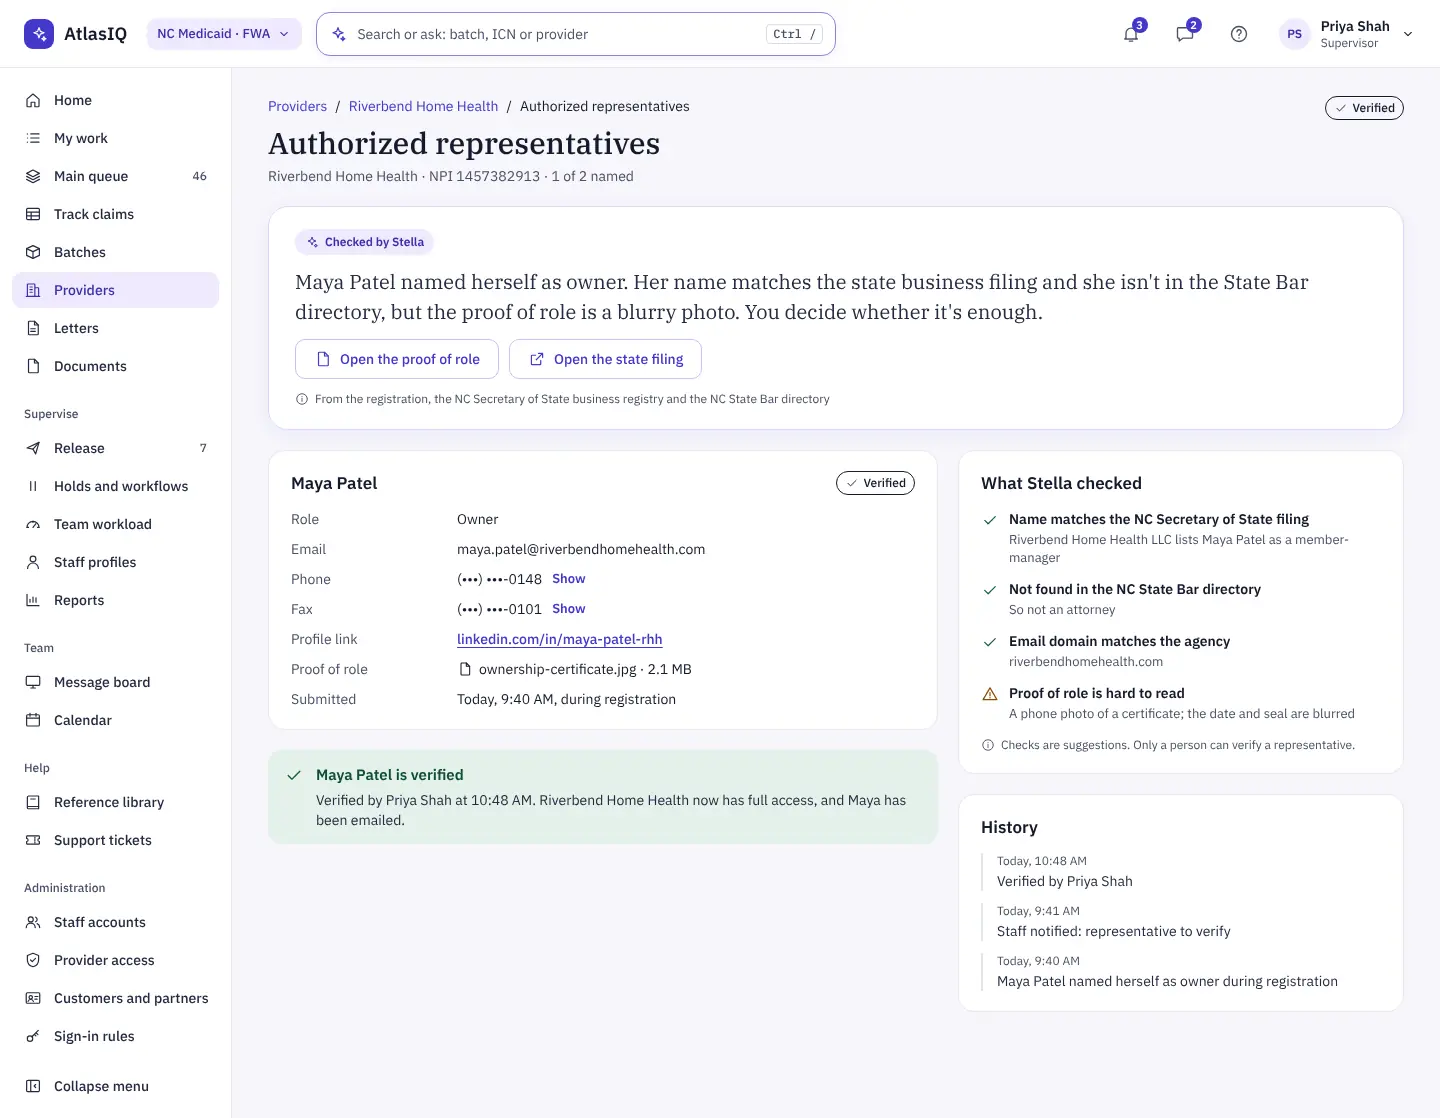 AtlasIQ
NC Medicaid · FWA
Search or ask: batch, ICN or provider
Ctrl /
3
2
PS
Priya Shah
Supervisor
Home
My work
Main queue 46
Track claims
Batches
Providers
Letters
Documents
Supervise
Release 7
Holds and workflows
Team workload
Staff profiles
Reports
Team
Message board
Calendar
Help
Reference library
Support tickets
Administration
Staff accounts
Provider access
Customers and partners
Sign-in rules
Collapse menu
Providers / Riverbend Home Health / Authorized representatives
Verified
Authorized representatives
Riverbend Home Health · NPI 1457382913 · 1 of 2 named
Checked by Stella
Maya Patel named herself as owner. Her name matches the state business filing and she isn't in the State Bar
directory, but the proof of role is a blurry photo. You decide whether it's enough.
Open the proof of role
Open the state filing
From the registration, the NC Secretary of State business registry and the NC State Bar directory
Maya Patel
Verified
Role Owner
Email maya.patel@riverbendhomehealth.com
Phone (•••) •••-0148 Show
Fax (•••) •••-0101 Show
Profile link linkedin.com/in/maya-patel-rhh
Proof of role ownership-certificate.jpg · 2.1 MB
Submitted Today, 9:40 AM, during registration
Maya Patel is verified
Verified by Priya Shah at 10:48 AM. Riverbend Home Health now has full access, and Maya has
been emailed.
What Stella checked
Name matches the NC Secretary of State filing
Riverbend Home Health LLC lists Maya Patel as a member-
manager
Not found in the NC State Bar directory
So not an attorney
Email domain matches the agency
riverbendhomehealth.com
Proof of role is hard to read
A phone photo of a certificate; the date and seal are blurred
Checks are suggestions. Only a person can verify a representative.
History
Today, 10:48 AM
Verified by Priya Shah
Today, 9:41 AM
Staff notified: representative to verify
Today, 9:40 AM
Maya Patel named herself as owner during registration